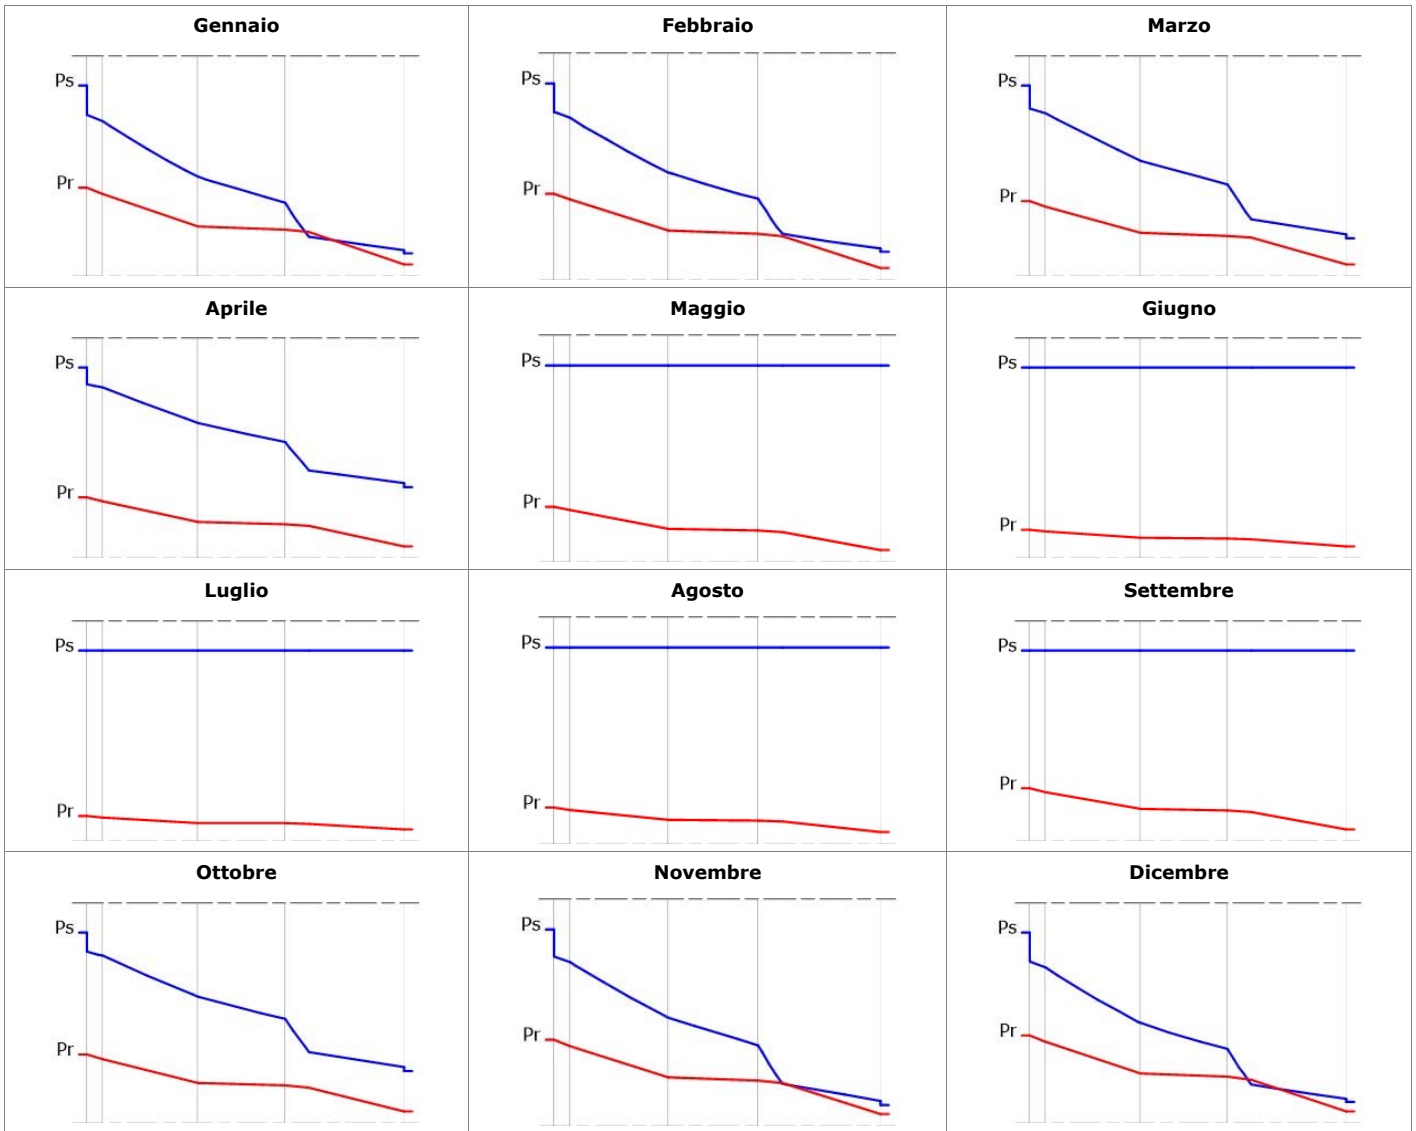 Gennaio
Febbraio
Marzo
Ps
Ps
Ps
Pr
Pr
Pr
Aprile
Maggio
Giugno
Ps
Ps
Ps
Pr
Pr
Pr
Luglio
Agosto
Settembre
Ps
Ps
Ps
Pr
Pr
Pr
Ottobre
Novembre
Dicembre
Ps
Ps
Ps
Pr
Pr
Pr